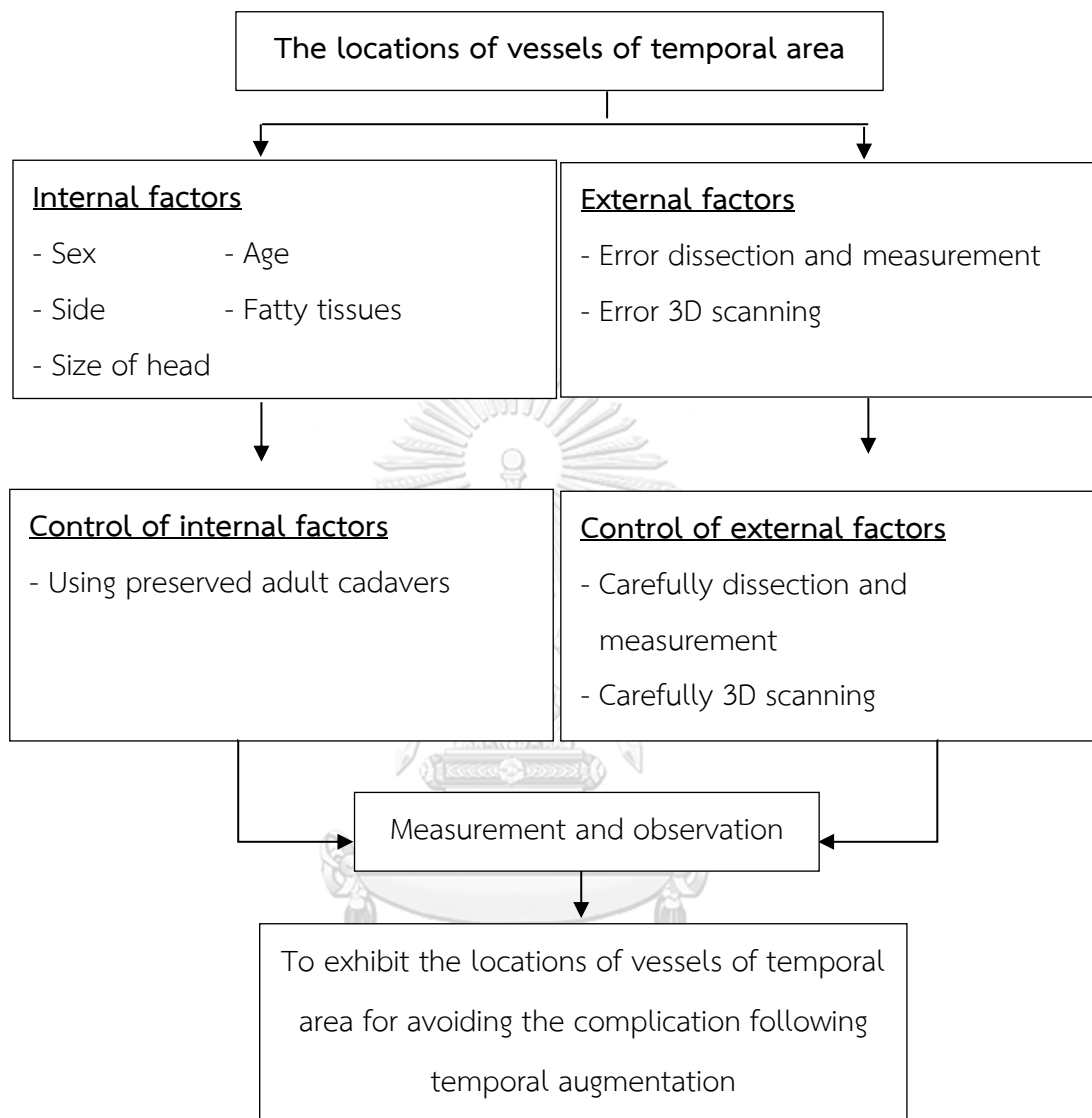 The locations of vessels of temporal area
Internal factors
- Sex - Age
- Side - Fatty tissues
- Size of head
External factors
- Error dissection and measurement
- Error 3D scanning
Control of internal factors
- Using preserved adult cadavers
Control of external factors
- Carefully dissection and
measurement
- Carefully 3D scanning
Measurement and observation
To exhibit the locations of vessels of temporal
area for avoiding the complication following
temporal augmentation